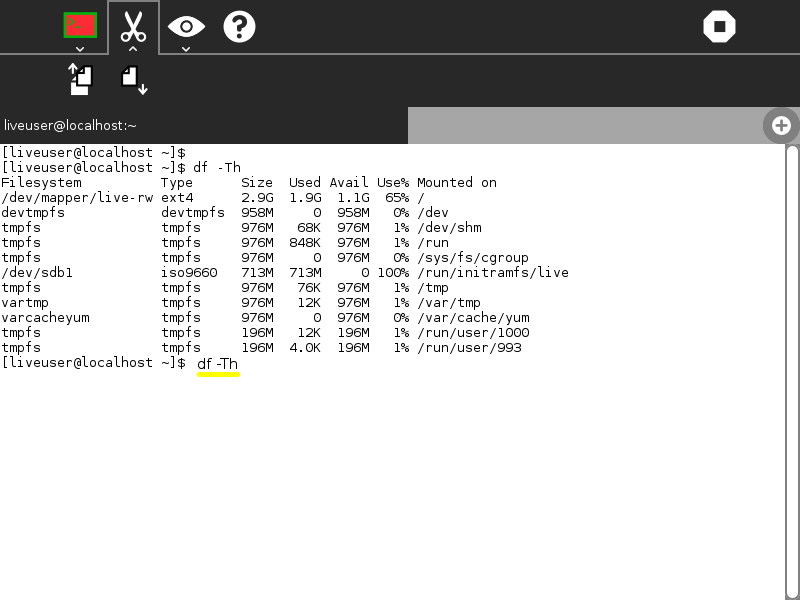 liveuser@localhost:~
[liveuser@localhost ~]$
[liveuser@localhost ~]$ df -Th
Filesystem          Type      Size  Used Avail Use% Mounted on
/dev/mapper/live-rw ext4      2.9G  1.9G  1.1G  65% /
devtmpfs            devtmpfs  958M     0  958M   0% /dev
tmpfs               tmpfs     976M   68K  976M   1% /dev/shm
tmpfs               tmpfs     976M  848K  976M   1% /run
tmpfs               tmpfs     976M     0  976M   0% /sys/fs/cgroup
/dev/sdb1           iso9660   713M  713M     0 100% /run/initramfs/live
tmpfs               tmpfs     976M   76K  976M   1% /tmp
vartmp              tmpfs     976M   12K  976M   1% /var/tmp
varcacheyum         tmpfs     976M     0  976M   0% /var/cache/yum
tmpfs               tmpfs     196M   12K  196M   1% /run/user/1000
tmpfs               tmpfs     196M  4.0K  196M   1% /run/user/993
[liveuser@localhost ~]$ df -Th